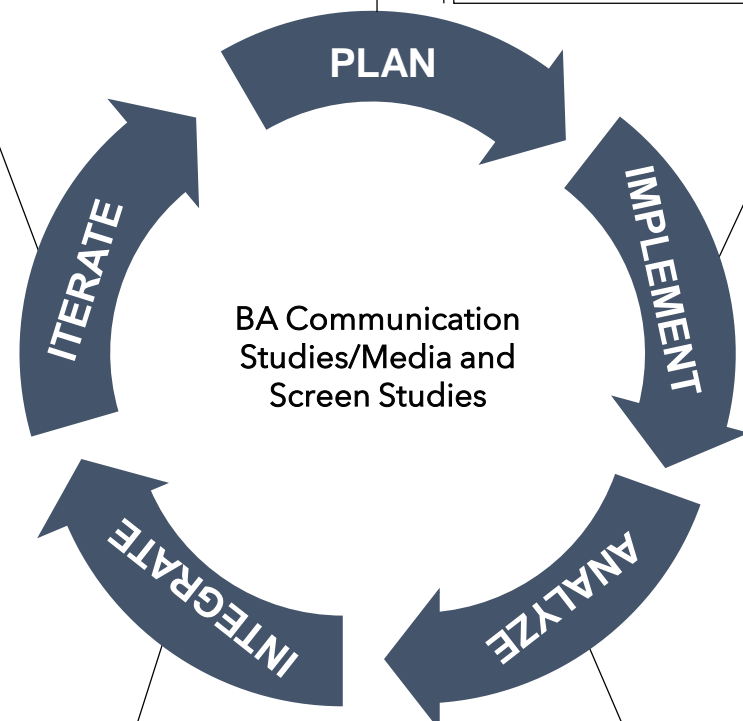 PLAN
IMPLEMENT
ANALYZE
INTEGRATE
ITERATE
BA Communication
Studies/Media and
Screen Studies